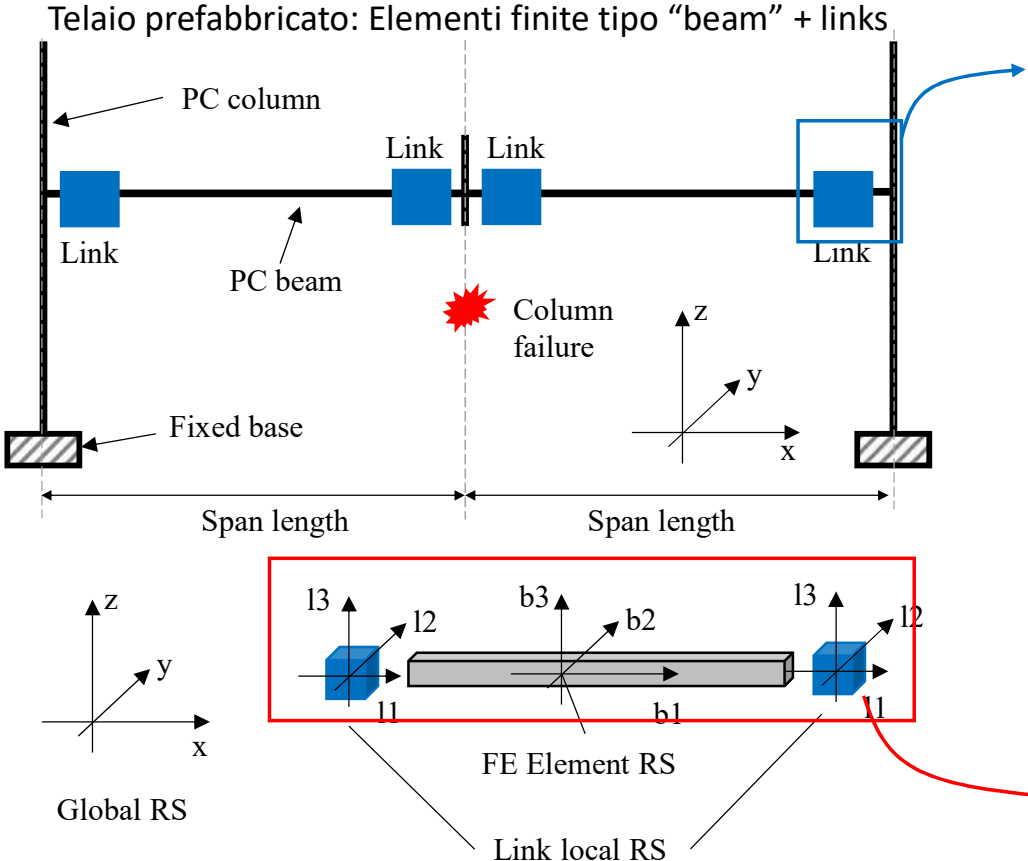 Telaio prefabbricato: Elementi finite tipo “beam” + links
PC column
Link
Link
Link
Link
PC beam
Column
failure
z
y
x
Fixed base
Span length
Span length
z
y
x
Global RS
l3
l2
l1
b3
b2
b1
l3
l2
l1
FE Element RS
Link local RS